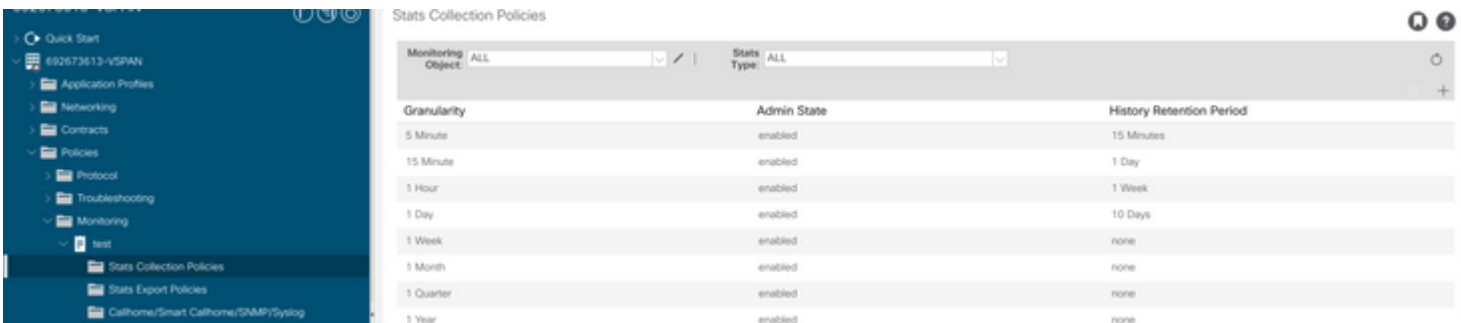 Quick Start
692673613-VSPAN
Application Profiles
Networking
Contracts
Policies
Protocol
Troubleshooting
Monitoring
test
Stats Collection Policies
Stats Export Policies
Callhome/Smart Callhome/SNMP/Syslog
Stats Collection Policies
Monitoring Object: ALL
Stats Type: ALL
Granularity Admin State History Retention Period
5 Minute enabled 15 Minutes
15 Minute enabled 1 Day
1 Hour enabled 1 Week
1 Day enabled 10 Days
1 Week enabled none
1 Month enabled none
1 Quarter enabled none
1 Year enabled none